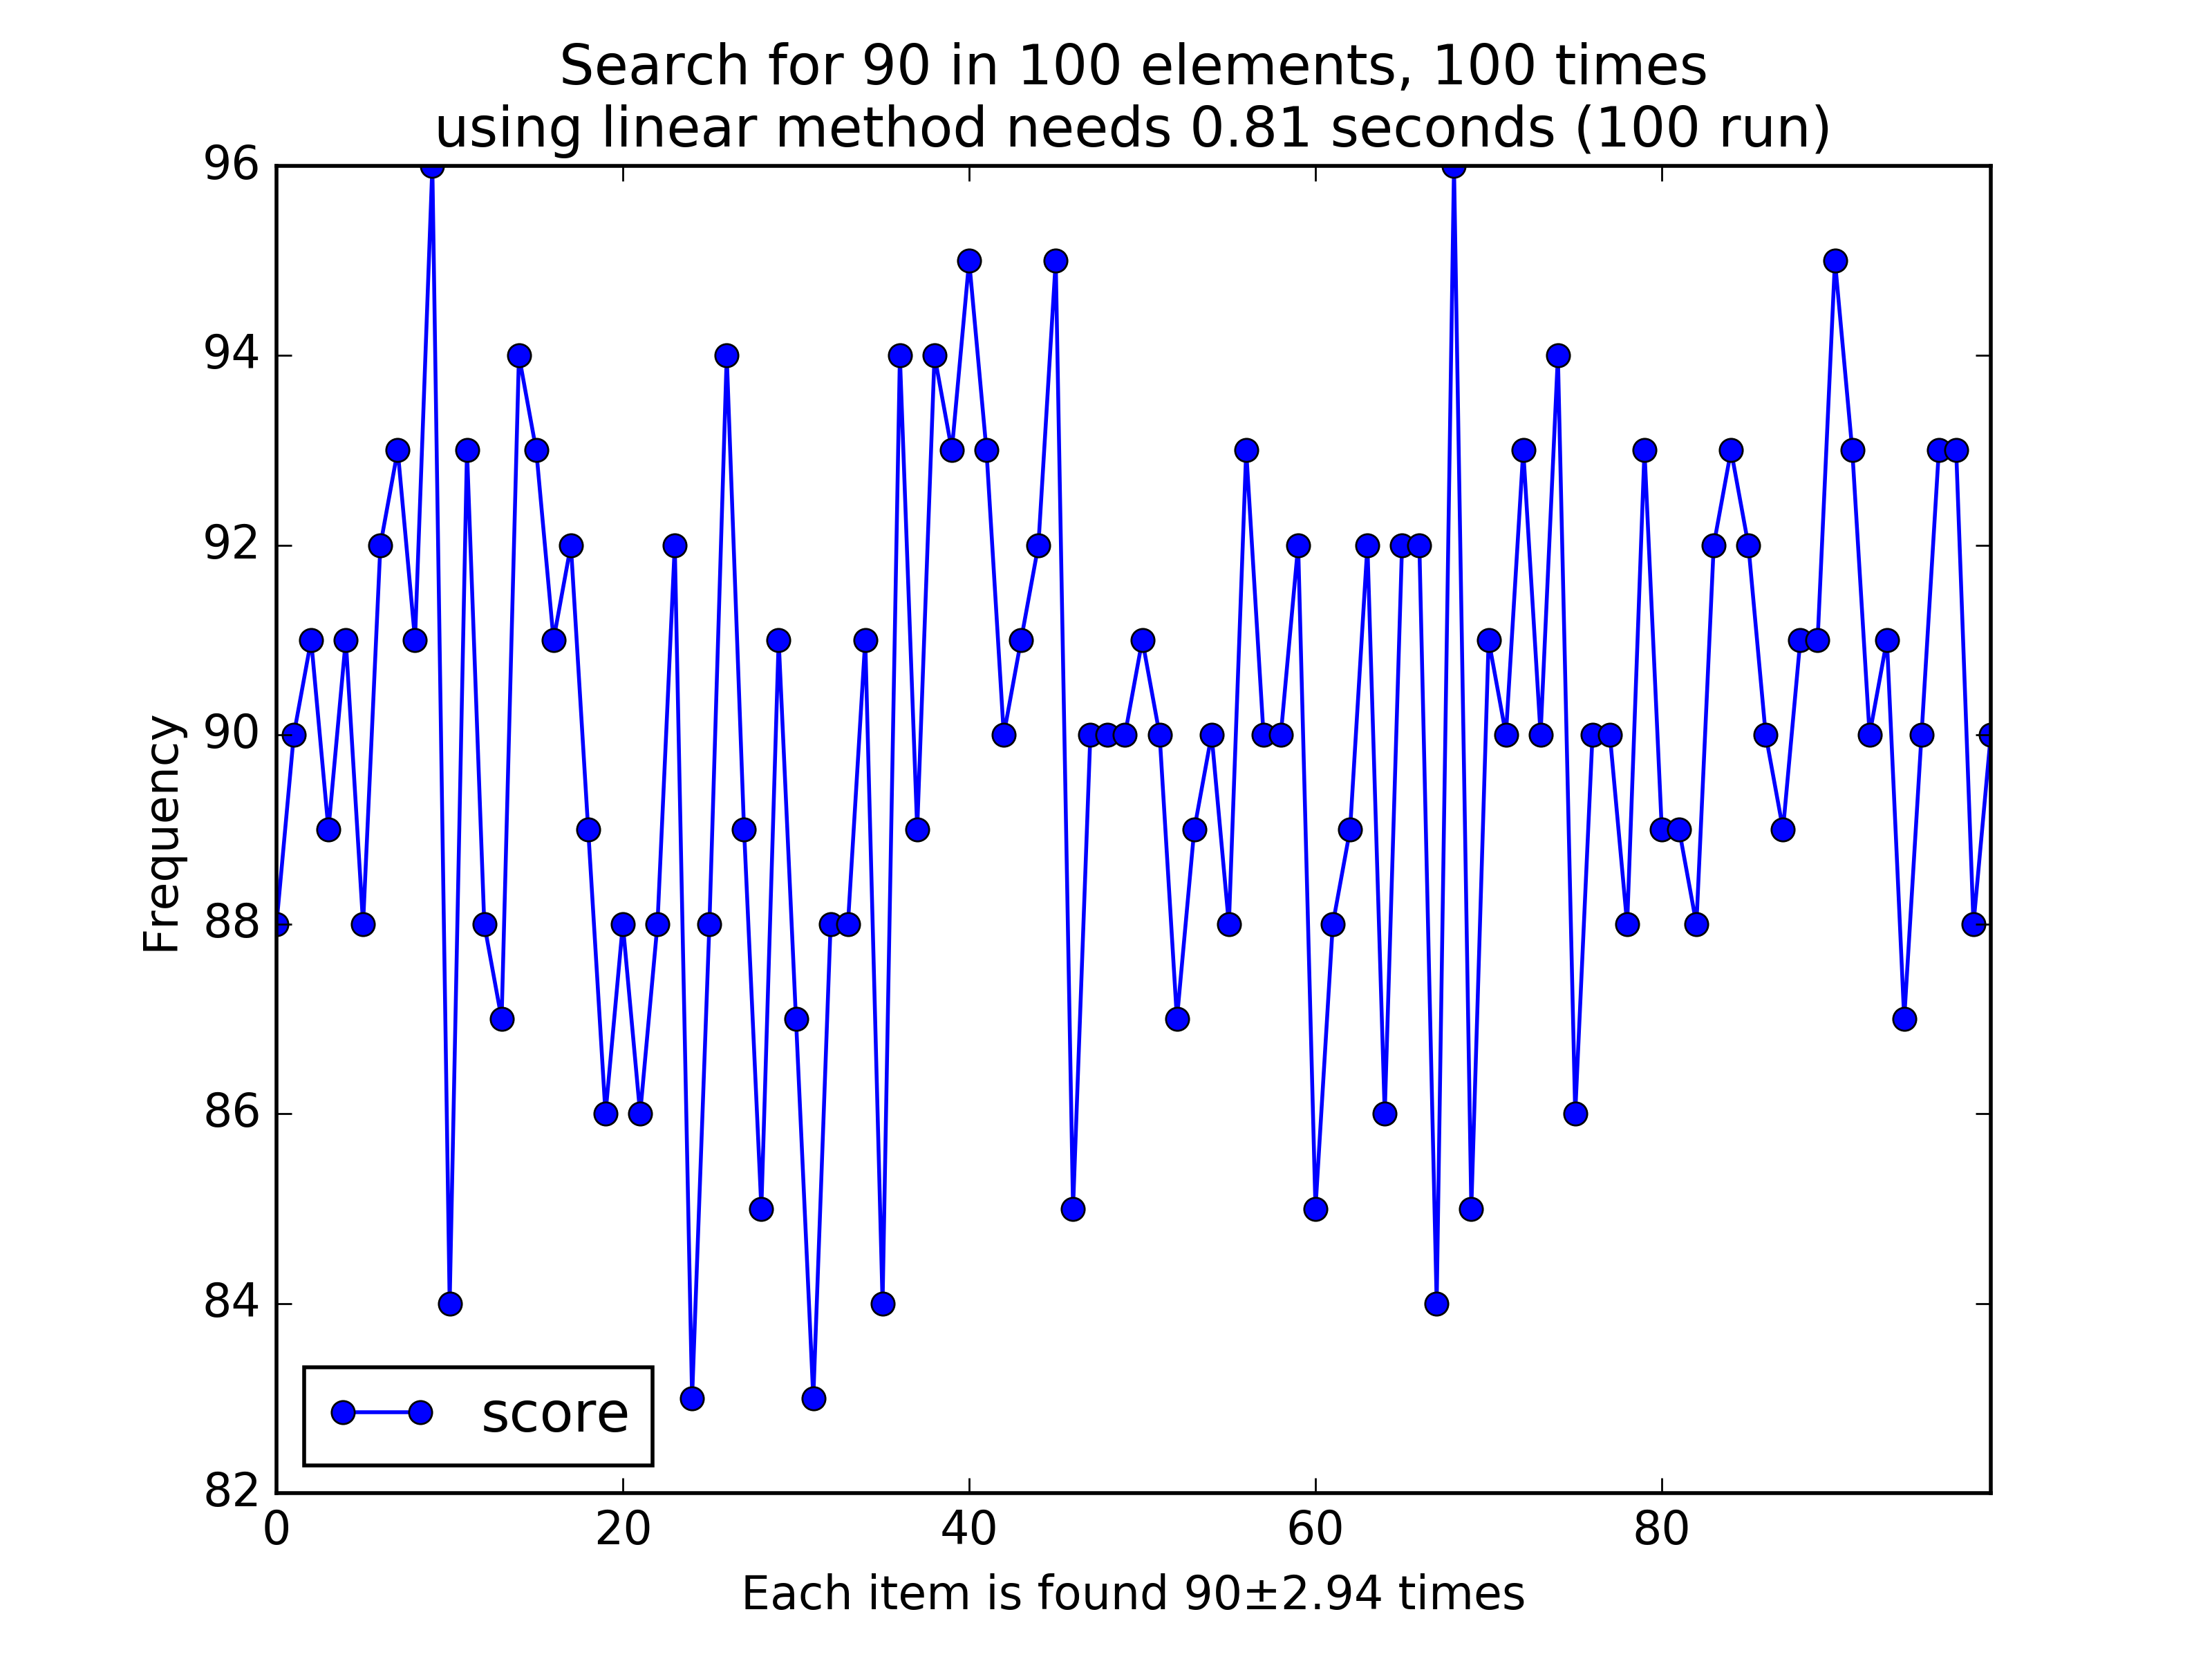 Search for 90 in 100 elements, 100 times
using linear method needs 0.81 seconds (100 run)
96
94
92
90
88
86
84
82
Frequency
score
0 20 40 60 80
Each item is found 90±2.94 times